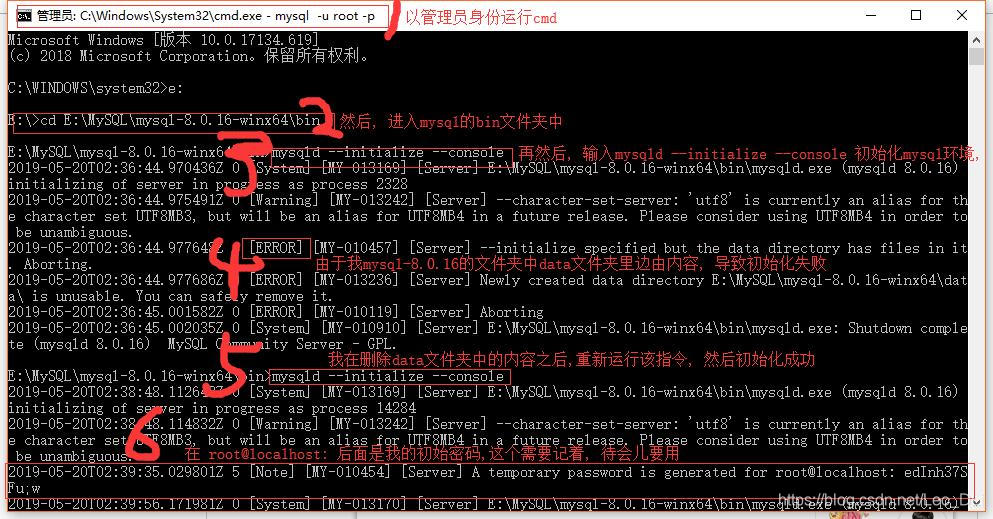 管理员: C:\Windows\System32\cmd.exe - mysql  -u root -p
1 以管理员身份运行cmd
Microsoft Windows [版本 10.0.17134.619]
(c) 2018 Microsoft Corporation。保留所有权利。
C:\WINDOWS\system32>e:
E:\>cd E:\MySQL\mysql-8.0.16-winx64\bin 2 然后, 进入mysql的bin文件夹中
E:\MySQL\mysql-8.0.16-winx64 3 mysqld --initialize --console 再然后, 输入mysqld --initialize --console 初始化mysql环境,
2019-05-20T02:36:44.970436Z 0 [System] [MY-013169] [Server] E:\MySQL\mysql-8.0.16-winx64\bin\mysqld.exe (mysqld 8.0.16)
initializing of server in progress as process 2328
2019-05-20T02:36:44.975491Z 0 [Warning] [MY-013242] [Server] --character-set-server: 'utf8' is currently an alias for th
e character set UTF8MB3, but will be an alias for UTF8MB4 in a future release. Please consider using UTF8MB4 in order to
be unambiguous.
2019-05-20T02:36:44.977648Z 0 [ERROR] [MY-010457] [Server] --initialize specified but the data directory has files in it
. Aborting. 4 由于我mysql-8.0.16的文件夹中data文件夹里边由内容, 导致初始化失败
2019-05-20T02:36:44.977686Z 0 [ERROR] [MY-013236] [Server] Newly created data directory E:\MySQL\mysql-8.0.16-winx64\dat
a\ is unusable. You can safely remove it.
2019-05-20T02:36:45.001582Z 0 [ERROR] [MY-010119] [Server] Aborting
2019-05-20T02:36:45.002035Z 0 [System] [MY-010910] [Server] E:\MySQL\mysql-8.0.16-winx64\bin\mysqld.exe: Shutdown comple
te (mysqld 8.0.16)  MySQL Community Server - GPL.
5 我在删除data文件夹中的内容之后,重新运行该指令, 然后初始化成功
E:\MySQL\mysql-8.0.16-winx64\bin>mysqld --initialize --console
2019-05-20T02:38:48.112642Z 0 [System] [MY-013169] [Server] E:\MySQL\mysql-8.0.16-winx64\bin\mysqld.exe (mysqld 8.0.16)
initializing of server in progress as process 14284
2019-05-20T02:38:48.114832Z 0 [Warning] [MY-013242] [Server] --character-set-server: 'utf8' is currently an alias for th
e character set UTF8MB3, but will be an alias for UTF8MB4 in a future release. Please consider using UTF8MB4 in order to
be unambiguous. 6 在 root@localhost: 后面是我的初始密码,这个需要记着, 待会儿要用
2019-05-20T02:39:35.029801Z 5 [Note] [MY-010454] [Server] A temporary password is generated for root@localhost: edInh37S
Fu;w
2019-05-20T02:39:56.171981Z 0 [System] [MY-013170] [Server] E:\MySQL\mysql-8.0.16-winx64\bin\mysqld.exe (mysqld 8.0.16)
https://blog.csdn.net/Leo_D